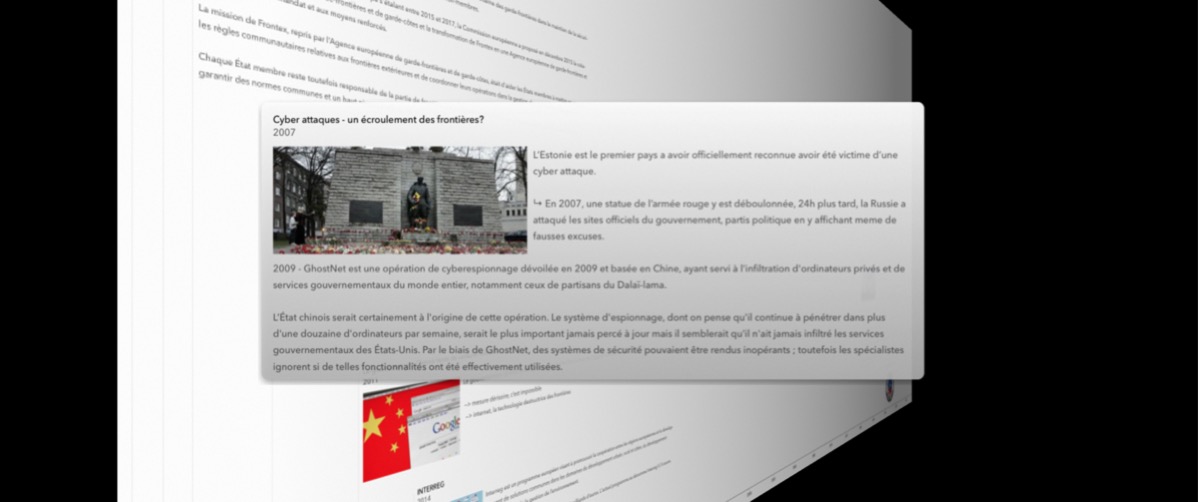 s'étalant entre 2015 et 2017, la Commission européenne a proposé en décembre 2015 la
mandat et aux moyens renforcés.
La mission de Frontex, repris par l'Agence européenne de garde-frontières et de garde-côtes, était d'aider les États membres à
les règles communautaires relatives aux frontières extérieures et de coordonner leurs opérations dans la gestion
Chaque État membre reste toutefois responsable de la partie de
garantir des normes communes et un haut
Cyber attaques - un écroulement des frontières?
2007
L'Estonie est le premier pays a avoir officiellement reconnue avoir été victime d'une
cyber attaque.
↪ En 2007, une statue de l'armée rouge y est déboulonnée, 24h plus tard, la Russie a
attaqué les sites officiels du gouvernement, partis politique en y affichant meme de
fausses excuses.
2009 - GhostNet est une opération de cyberespionnage dévoilée en 2009 et basée en Chine, ayant servi à l'infiltration d'ordinateurs privés et de
services gouvernementaux du monde entier, notamment ceux de partisans du Dalaï-lama.
L'État chinois serait certainement à l'origine de cette opération. Le système d'espionnage, dont on pense qu'il continue à pénétrer dans plus
d'une douzaine d'ordinateurs par semaine, serait le plus important jamais percé à jour mais il semblerait qu'il n'ait jamais infiltré les services
gouvernementaux des États-Unis. Par le biais de GhostNet, des systèmes de sécurité pouvaient être rendus inopérants ; toutefois les spécialistes
ignorent si de telles fonctionnalités ont été effectivement utilisées.
--> mesure dérisoire, c'est impossible
--> internet, la technologie destructrice des frontières
Google
INTERREG
2014